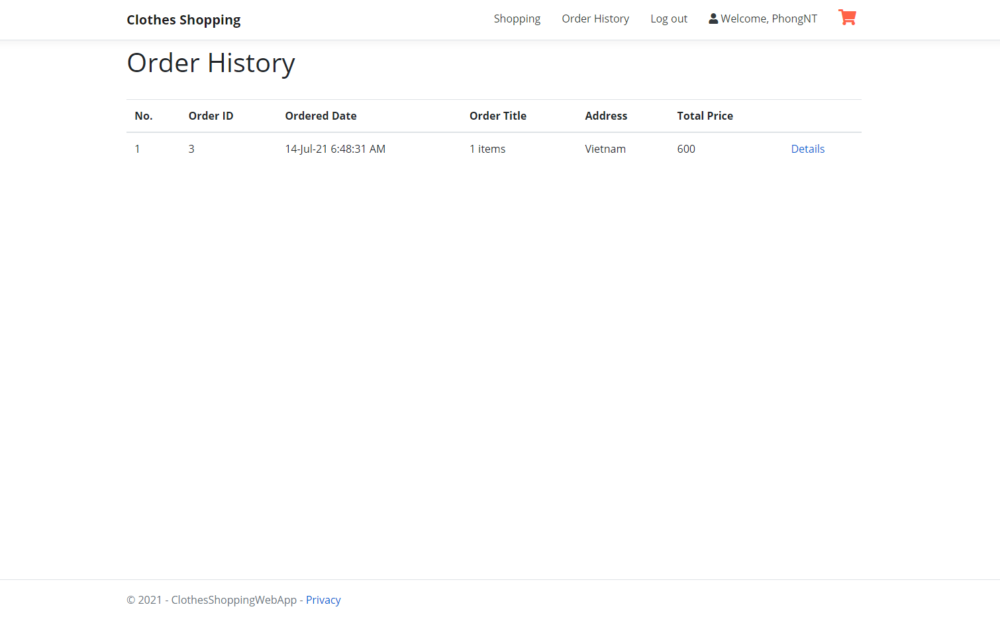 Clothes Shopping Shopping Order History Log out Welcome, PhongNT
Order History
No. Order ID Ordered Date Order Title Address Total Price
1 3 14-Jul-21 6:48:31 AM 1 items Vietnam 600 Details
© 2021 - ClothesShoppingWebApp - Privacy